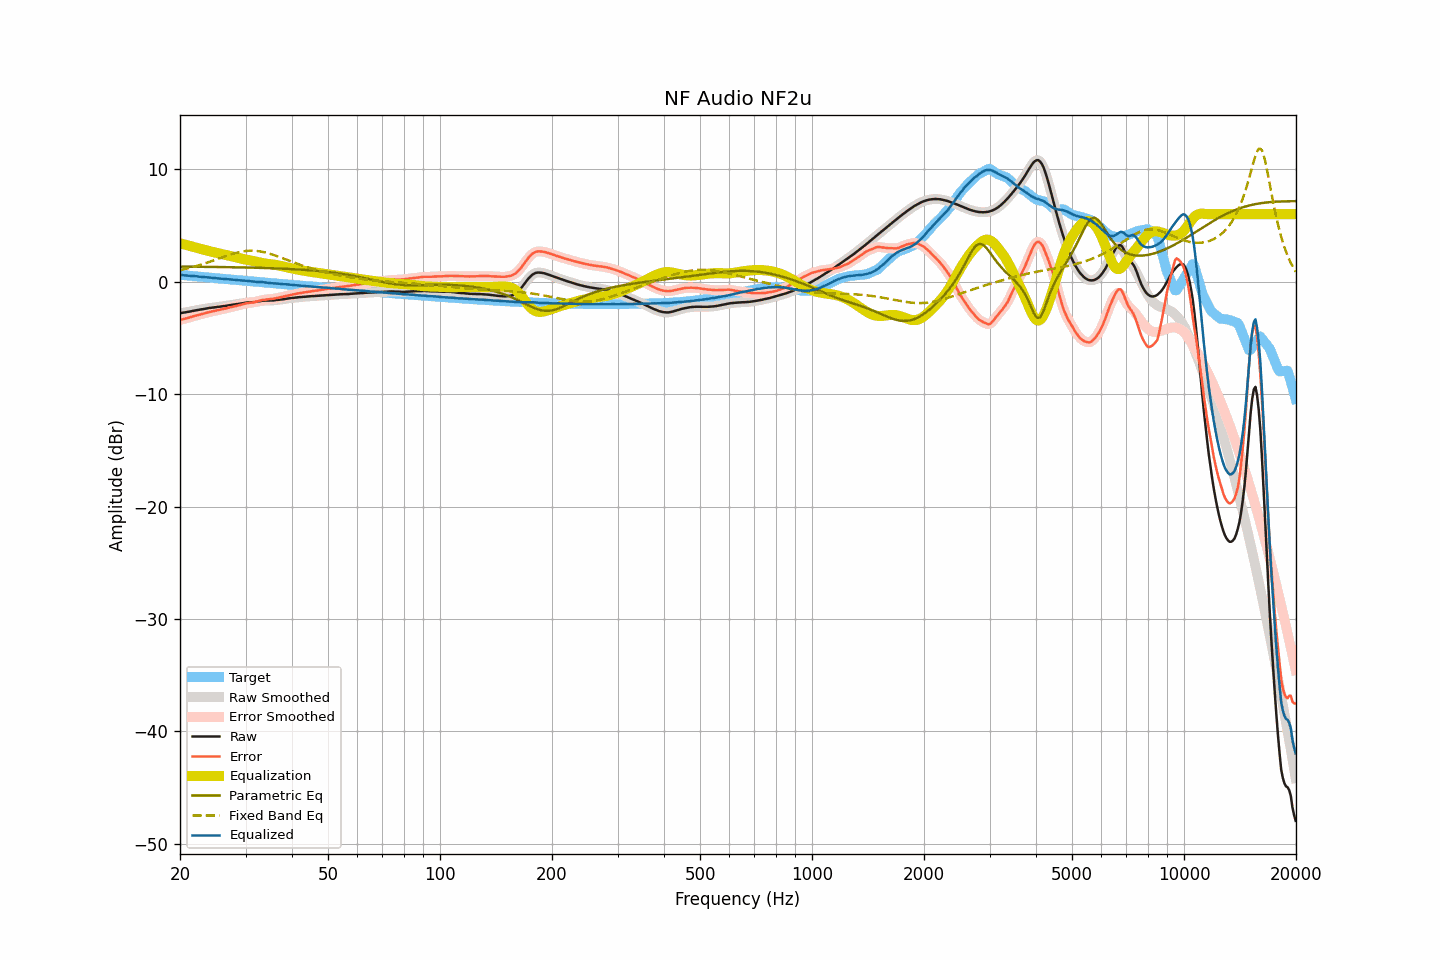 NF Audio NF2u
10
0
−10
−20
−30
−40
−50
Amplitude (dBr)
Target
Raw Smoothed
Error Smoothed
Raw
Error
Equalization
Parametric Eq
Fixed Band Eq
Equalized
20 50 100 200 500 1000 2000 5000 10000 20000
Frequency (Hz)